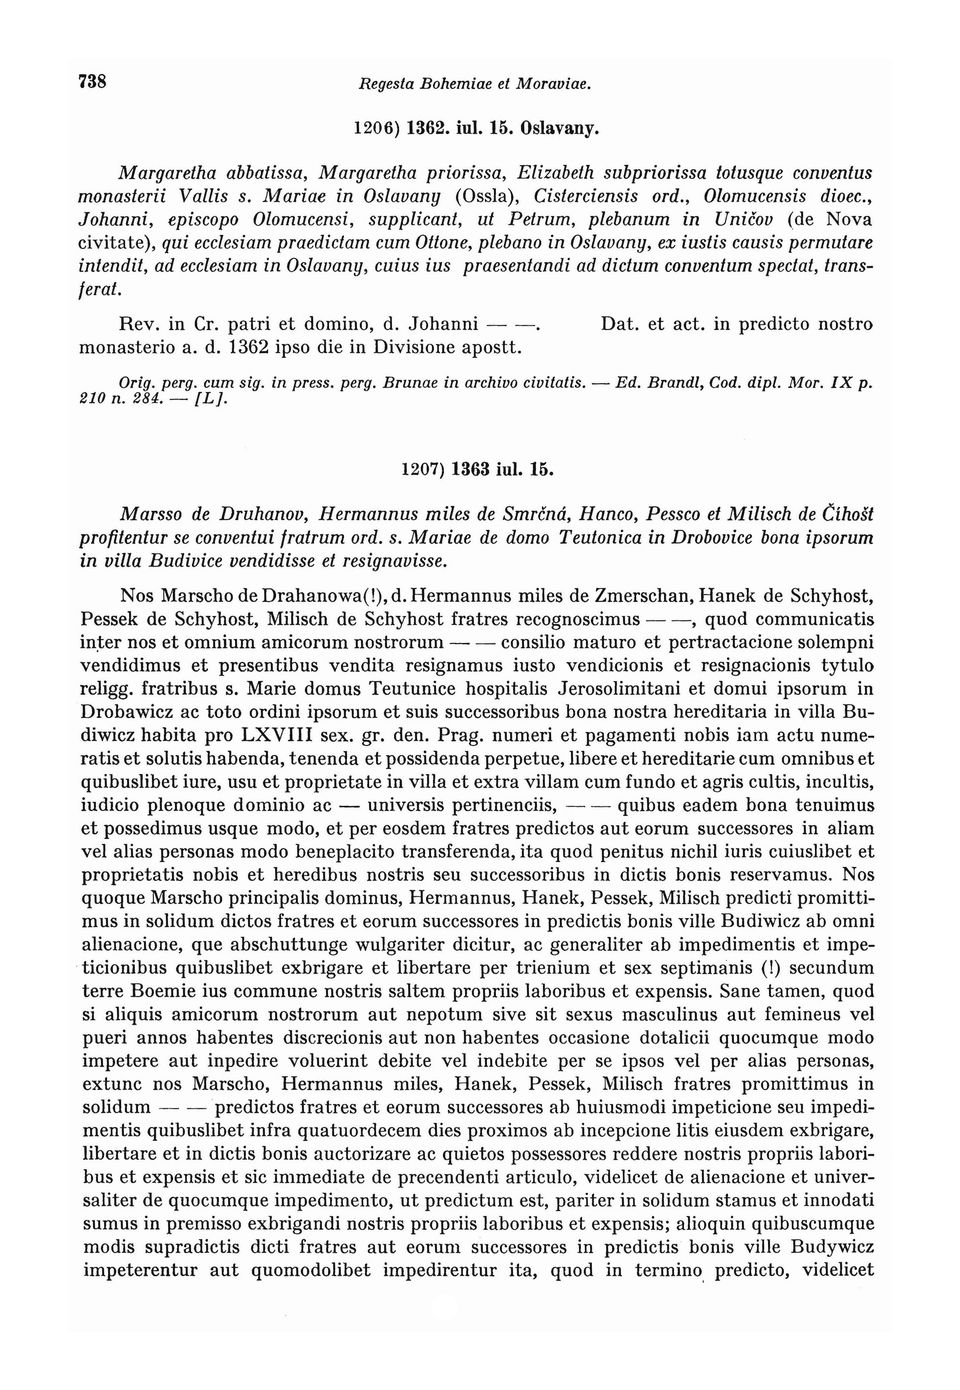 738 Regesta Bohemiae et Moraviae.
1206) 1362. iul. 15. Oslavany.
Margaretha abbatissa, Margaretha priorissa, Elizabeth subpriorissa totusque conventus
monasterii Vallis s. Mariae in Oslavany (Ossla), Cisterciensis ord., Olomucensis dioec.,
Johanni, episcopo Olomucensi, supplicant, ut Petrum, plebanum in Uničov (de Nova
civitate), qui ecclesiam praedictam cum Ottone, plebano in Oslavany, ex iustis causis permutare
intendit, ad ecclesiam in Oslavany, cuius ius praesentandi ad dictum conventum spectat, trans-
ferat.
Rev. in Cr. patri et domino, d. Johanni — —. Dat. et act. in predicto nostro
monasterio a. d. 1362 ipso die in Divisione apostt.
Orig. perg. cum sig. in press. perg. Brunae in archivo civitatis. — Ed. Brandl, Cod. dipl. Mor. IX p.
210 n. 284. — [L].
1207) 1363 iul. 15.
Marsso de Druhanov, Hermannus miles de Smrčná, Hanco, Pessco et Milisch de Číhošť
profitentur se conventui fratrum ord. s. Mariae de domo Teutonica in Drobovice bona ipsorum
in villa Budivice vendidisse et resignavisse.
Nos Marscho de Drahanowa(!), d. Hermannus miles de Zmerschan, Hanek de Schyhost,
Pessek de Schyhost, Milisch de Schyhost fratres recognoscimus — —, quod communicatis
inter nos et omnium amicorum nostrorum — — consilio maturo et pertractacione solempni
vendidimus et presentibus vendita resignamus iusto vendicionis et resignacionis tytulo
religg. fratribus s. Marie domus Teutunice hospitalis Jerosolimitani et domui ipsorum in
Drobawicz ac toto ordini ipsorum et suis successoribus bona nostra hereditaria in villa Bu-
diwicz habita pro LXVIII sex. gr. den. Prag. numeri et pagamenti nobis iam actu nume-
ratis et solutis habenda, tenenda et possidenda perpetue, libere et hereditarie cum omnibus et
quibuslibet iure, usu et proprietate in villa et extra villam cum fundo et agris cultis, incultis,
iudicio plenoque dominio ac — universis pertinenciis, — — quibus eadem bona tenuimus
et possedimus usque modo, et per eosdem fratres predictos aut eorum successores in aliam
vel alias personas modo beneplacito transferenda, ita quod penitus nichil iuris cuiuslibet et
proprietatis nobis et heredibus nostris seu successoribus in dictis bonis reservamus. Nos
quoque Marscho principalis dominus, Hermannus, Hanek, Pessek, Milisch predicti promitti-
mus in solidum dictos fratres et eorum successores in predictis bonis ville Budiwicz ab omni
alienacione, que abschuttunge wulgariter dicitur, ac generaliter ab impedimentis et impe-
ticionibus quibuslibet exbrigare et libertare per trienium et sex septimanis (!) secundum
terre Boemie ius commune nostris saltem propriis laboribus et expensis. Sane tamen, quod
si aliquis amicorum nostrorum aut nepotum sive sit sexus masculinus aut femineus vel
pueri annos habentes discrecionis aut non habentes occasione dotalicii quocumque modo
impetere aut inpedire voluerint debite vel indebite per se ipsos vel per alias personas,
extunc nos Marscho, Hermannus miles, Hanek, Pessek, Milisch fratres promittimus in
solidum — — predictos fratres et eorum successores ab huiusmodi impeticione seu impedi-
mentis quibuslibet infra quatuordecem dies proximos ab incepcione litis eiusdem exbrigare,
libertare et in dictis bonis auctorizare ac quietos possessores reddere nostris propriis labori-
bus et expensis et sic immediate de precendenti articulo, videlicet de alienacione et univer-
saliter de quocumque impedimento, ut predictum est, pariter in solidum stamus et innodati
sumus in premisso exbrigandi nostris propriis laboribus et expensis; alioquin quibuscumque
modis supradictis dicti fratres aut eorum successores in predictis bonis ville Budywicz
impeterentur aut quomodolibet impedirentur ita, quod in termino predicto, videlicet